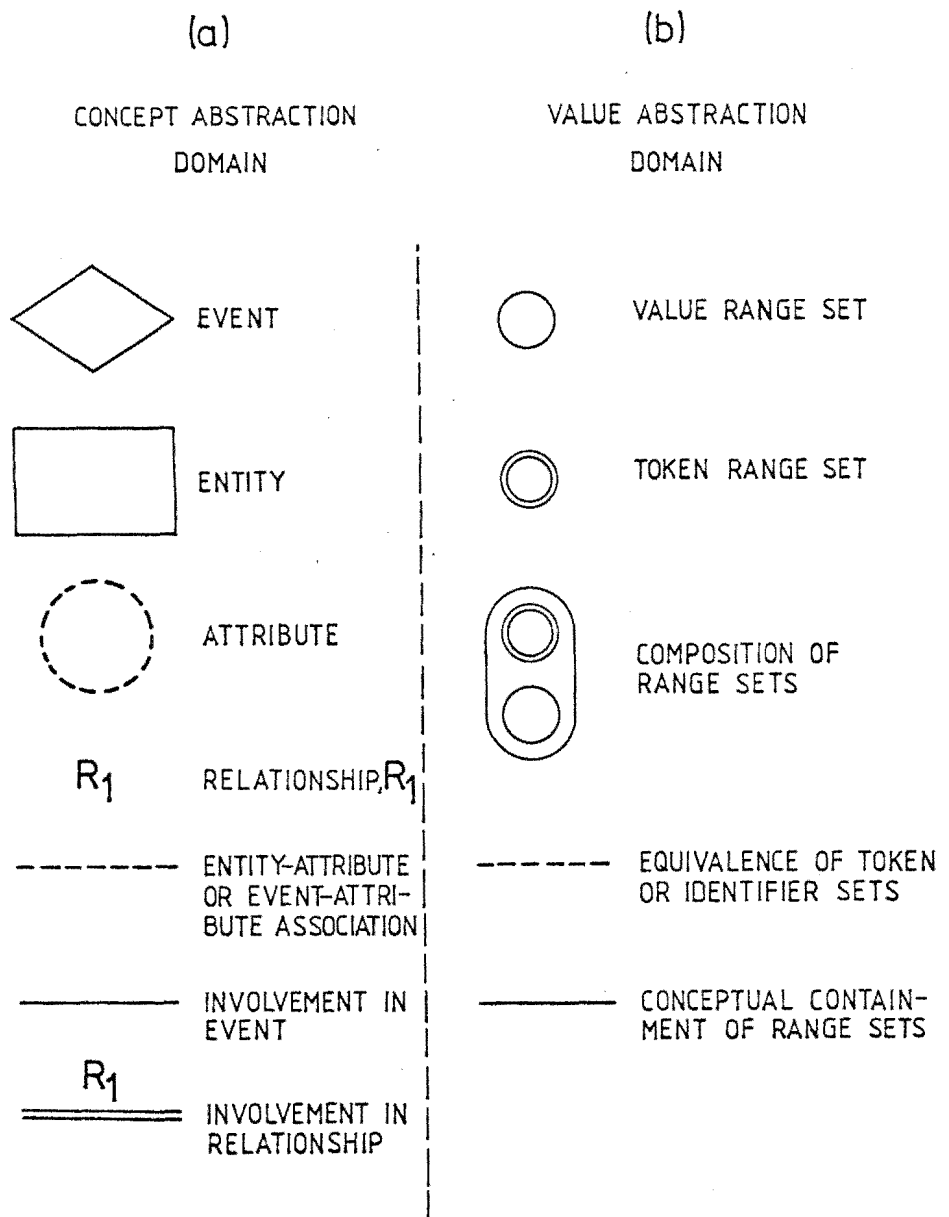 (a)
CONCEPT ABSTRACTION
DOMAIN
EVENT
ENTITY
ATTRIBUTE
R1
RELATIONSHIP,R1
ENTITY-ATTRIBUTE
OR EVENT-ATTRI-
BUTE ASSOCIATION
INVOLVEMENT IN
EVENT
R1
INVOLVEMENT IN
RELATIONSHIP
(b)
VALUE ABSTRACTION
DOMAIN
VALUE RANGE SET
TOKEN RANGE SET
COMPOSITION OF
RANGE SETS
EQUIVALENCE OF TOKEN
OR IDENTIFIER SETS
CONCEPTUAL CONTAIN-
MENT OF RANGE SETS